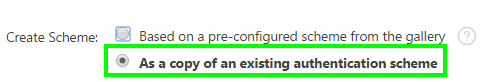 Create Scheme: Based on a pre-configured scheme from the gallery ?
As a copy of an existing authentication scheme